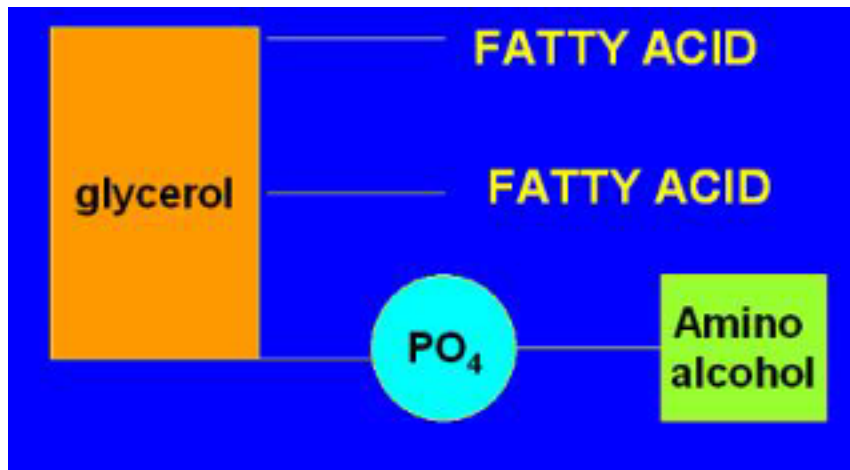 FATTY ACID
glycerol
FATTY ACID
PO₄
Amino
alcohol